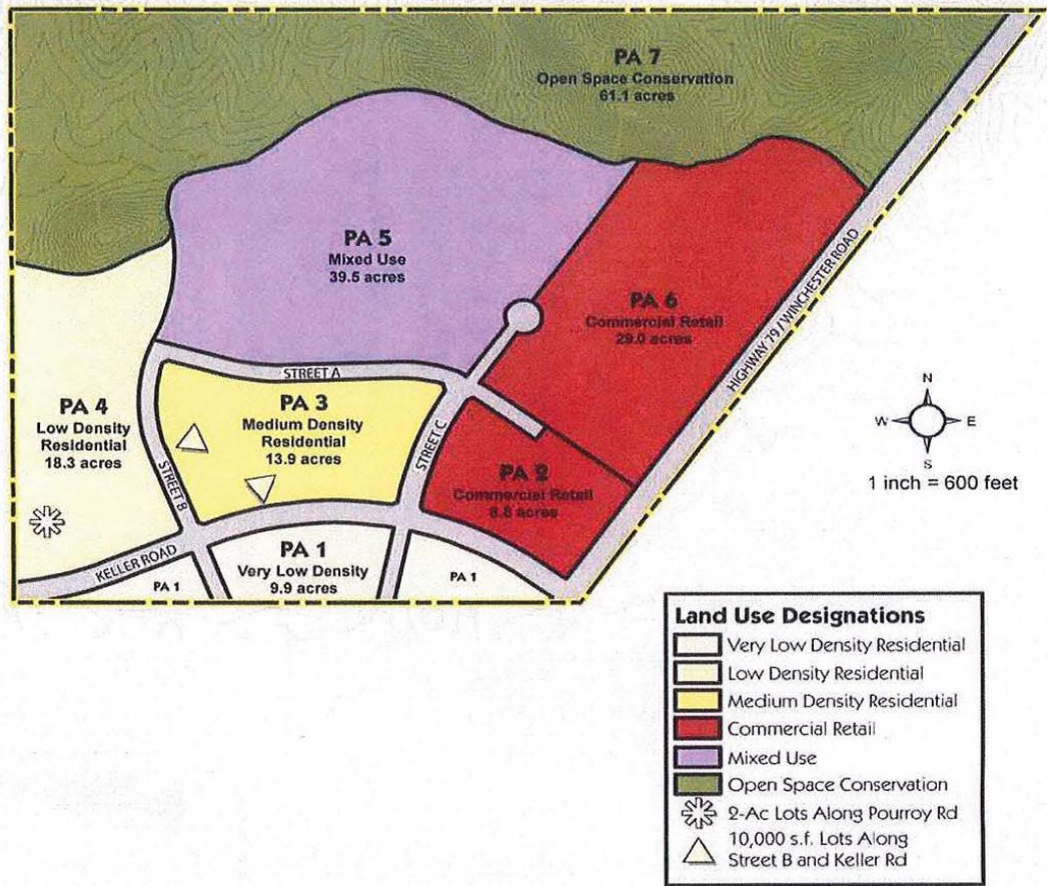 PA 7
Open Space Conservation
61.1 acres
PA 5
Mixed Use
39.5 acres
PA 6
Commercial Retail
29.0 acres
HIGHWAY 79 / WINCHESTER ROAD
STREET A
PA 4
Low Density
Residential
18.3 acres
PA 3
Medium Density
Residential
13.9 acres
STREET B
STREET C
PA 2
Commercial Retail
8.8 acres
KELLER ROAD
PA 1
PA 1
Very Low Density
9.9 acres
PA 1
N
W
E
S
1 inch = 600 feet
Land Use Designations
Very Low Density Residential
Low Density Residential
Medium Density Residential
Commercial Retail
Mixed Use
Open Space Conservation
2-Ac Lots Along Pourroy Rd
10,000 s.f. Lots Along
Street B and Keller Rd